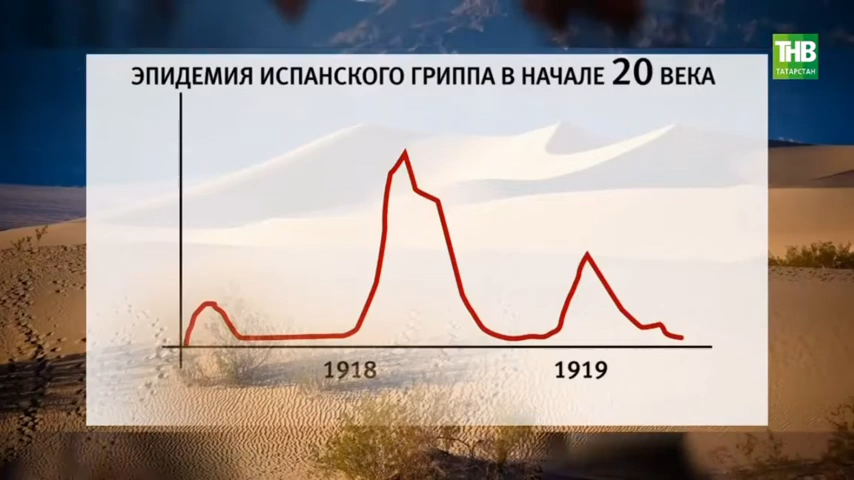 ЭПИДЕМИЯ ИСПАНСКОГО ГРИППА В НАЧАЛЕ 20 ВЕКА
ТНВ
ТАТАРСТАН
1918
1919